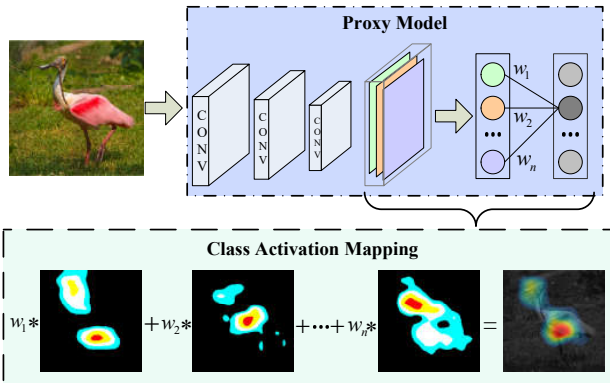 Proxy Model
CONV
CONV
CONV
w₁
w₂
•••
wₙ
•••
Class Activation Mapping
w₁* +w₂* +•••+wₙ* =